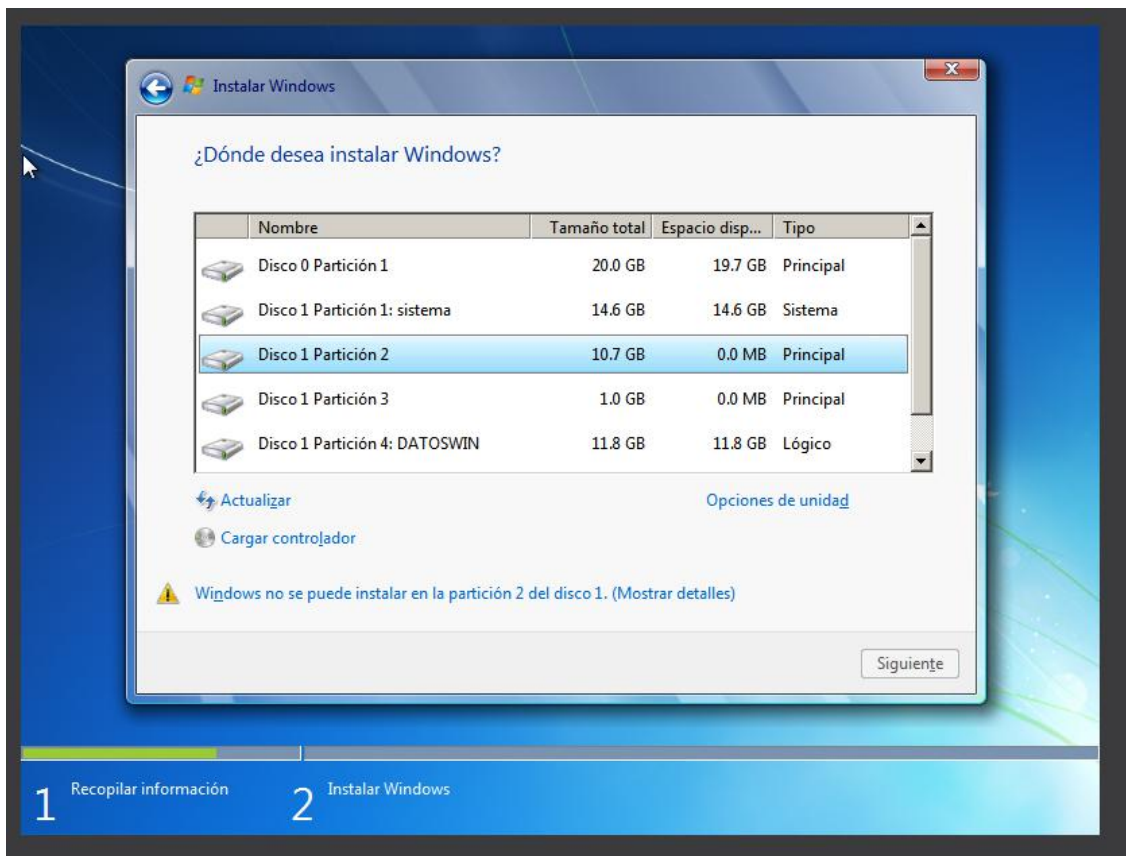 Instalar Windows
¿Dónde desea instalar Windows?
Nombre Tamaño total Espacio disp... Tipo
Disco 0 Partición 1 20.0 GB 19.7 GB Principal
Disco 1 Partición 1: sistema 14.6 GB 14.6 GB Sistema
Disco 1 Partición 2 10.7 GB 0.0 MB Principal
Disco 1 Partición 3 1.0 GB 0.0 MB Principal
Disco 1 Partición 4: DATOSWIN 11.8 GB 11.8 GB Lógico
Actualizar Opciones de unidad
Cargar controlador
Windows no se puede instalar en la partición 2 del disco 1. (Mostrar detalles)
Siguiente
1 Recopilar información 2 Instalar Windows